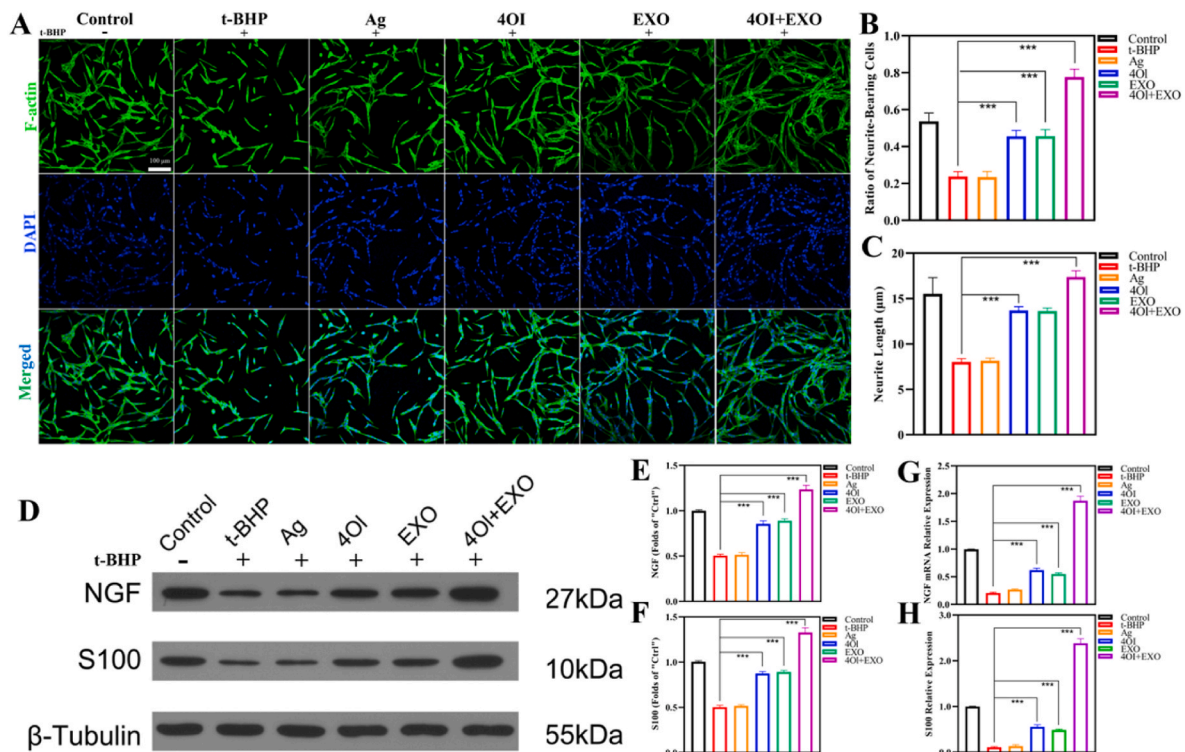 A
Control t-BHP Ag 4OI EXO 4OI+EXO
t-BHP - + + + + +
F-actin
100 μm
DAPI
Merged
B
Ratio of Neurite-Bearing Cells
1.0
0.8
0.6
0.4
0.2
0.0
***
***
***
Control
t-BHP
Ag
4OI
EXO
4OI+EXO
C
Neurite Length (μm)
20
15
10
5
0
***
***
Control
t-BHP
Ag
4OI
EXO
4OI+EXO
D
Control t-BHP Ag 4OI EXO 4OI+EXO
t-BHP - + + + + +
NGF 27kDa
S100 10kDa
β-Tubulin 55kDa
E
NGF (Folds of "Ctrl")
1.5
1.0
0.5
0.0
***
***
***
Control
t-BHP
Ag
4OI
EXO
4OI+EXO
F
S100 (Folds of "Ctrl")
1.5
1.0
0.5
0.0
***
***
***
Control
t-BHP
Ag
4OI
EXO
4OI+EXO
G
NGF mRNA Relative Expression
2.5
2.0
1.5
1.0
0.5
0.0
***
***
***
Control
t-BHP
Ag
4OI
EXO
4OI+EXO
H
S100 Relative Expression
3.0
2.0
1.0
0.0
***
***
***
Control
t-BHP
Ag
4OI
EXO
4OI+EXO